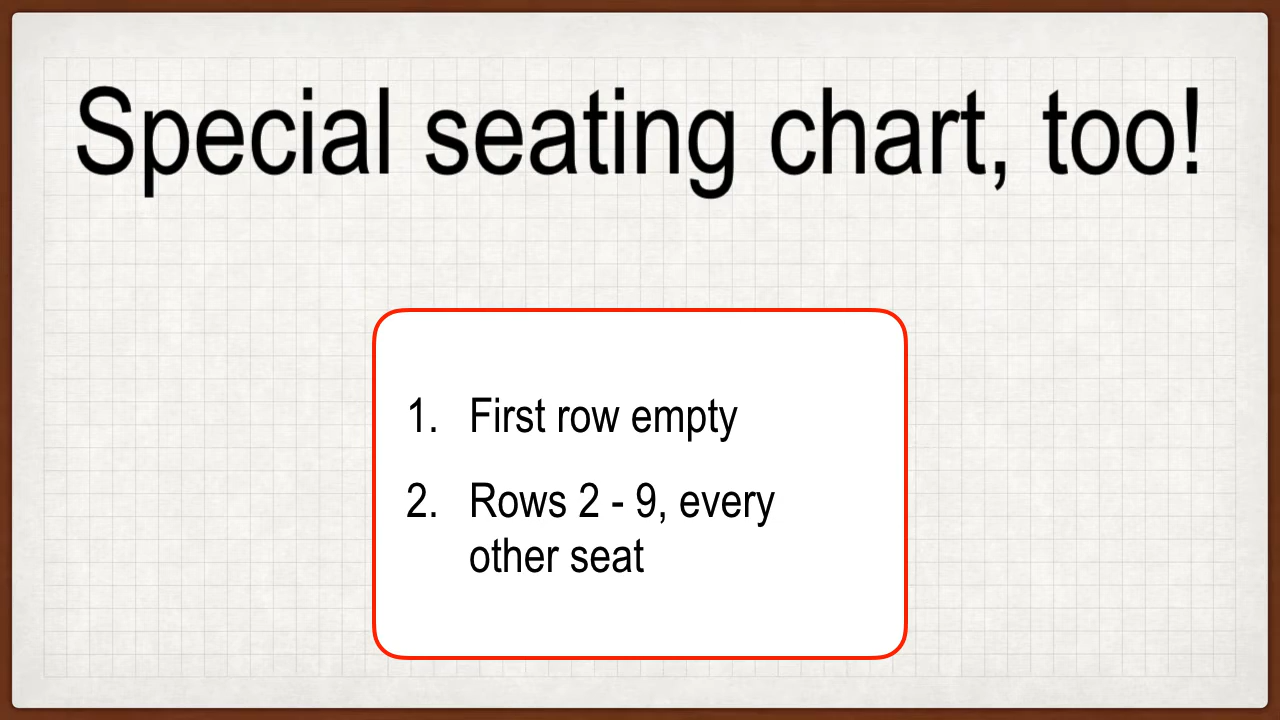 Special seating chart, too!
1. First row empty
2. Rows 2 - 9, every
other seat